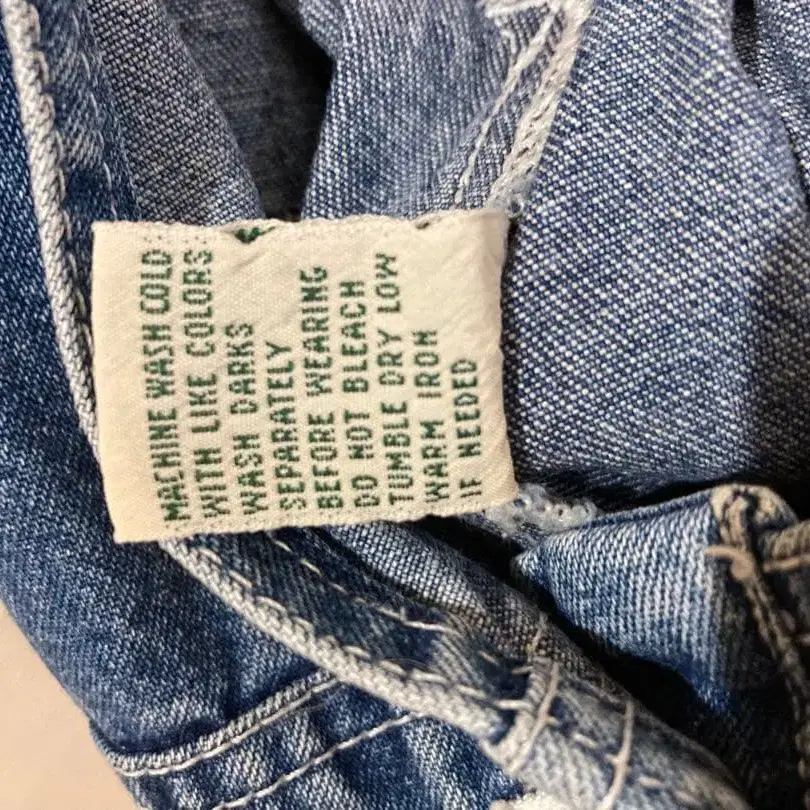 MACHINE WASH COLD
WITH LIKE COLORS:
WASH DARKS
SEPARATELY
BEFORE WEARING
DO NOT BLEACH
TUMBLE DRY LOW
WARM IRON
IF NEEDED